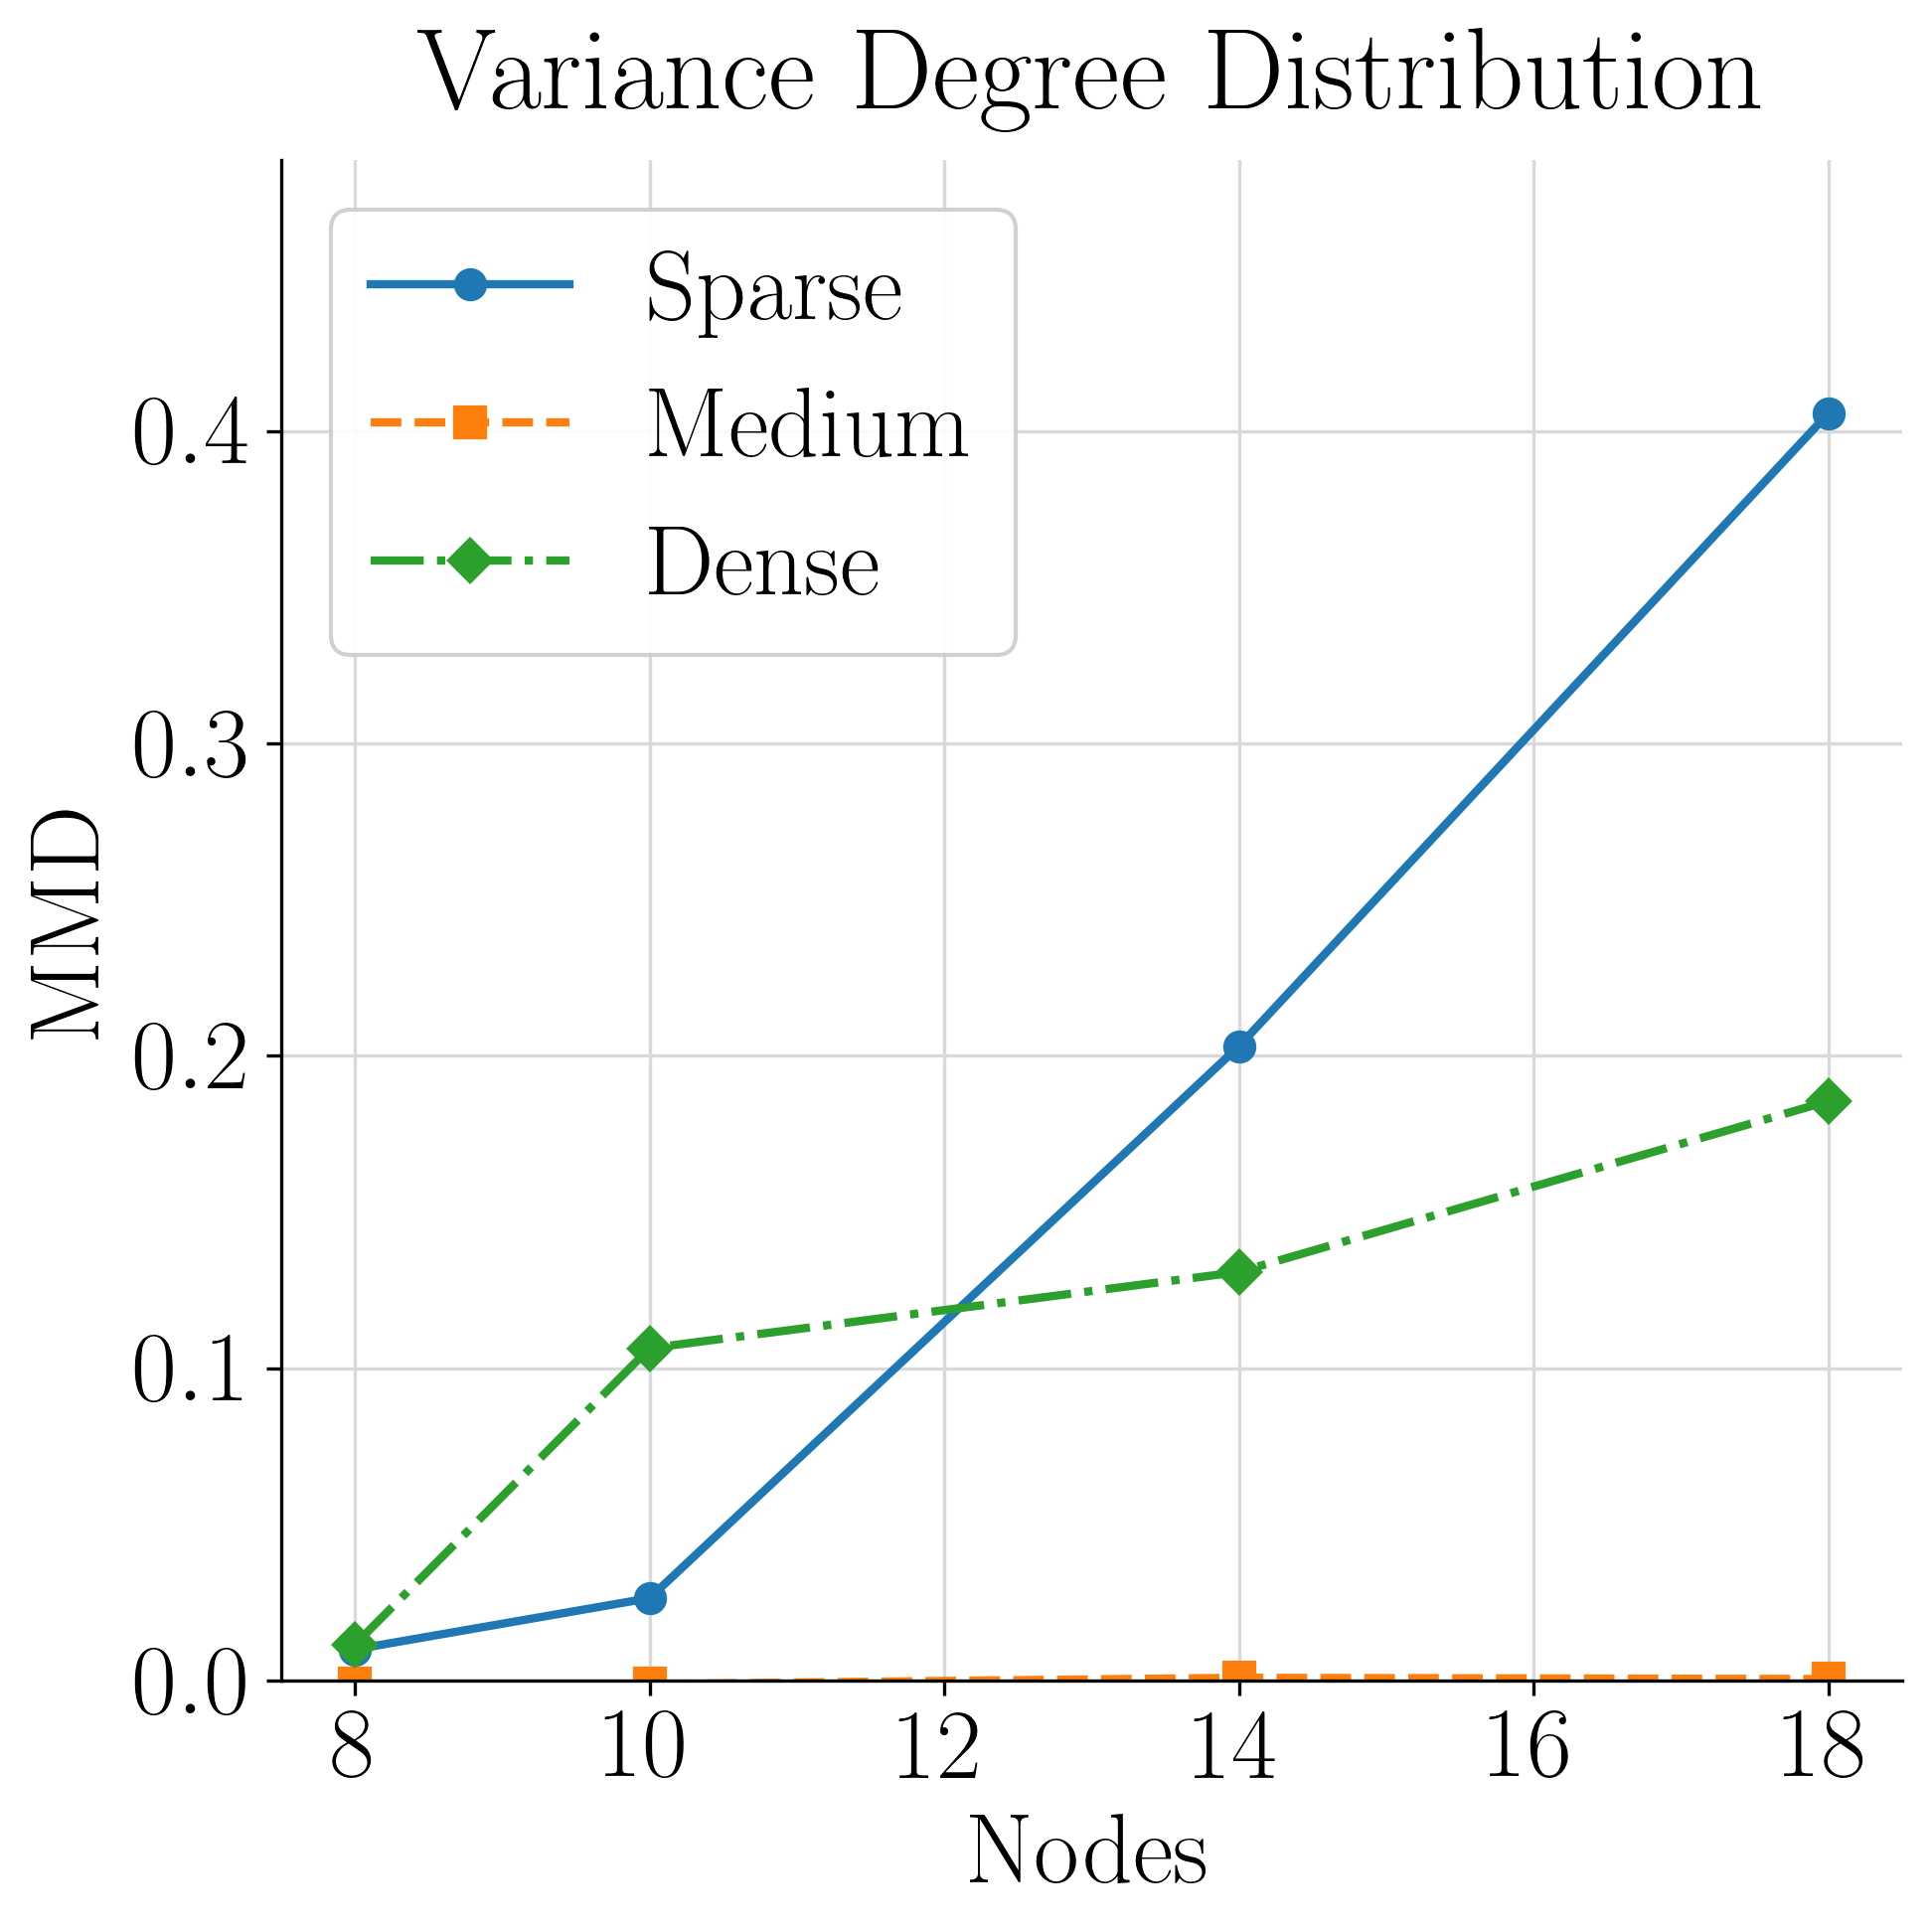 Variance Degree Distribution
Sparse
Medium
Dense
MMD
0.4
0.3
0.2
0.1
0.0
8 10 12 14 16 18
Nodes